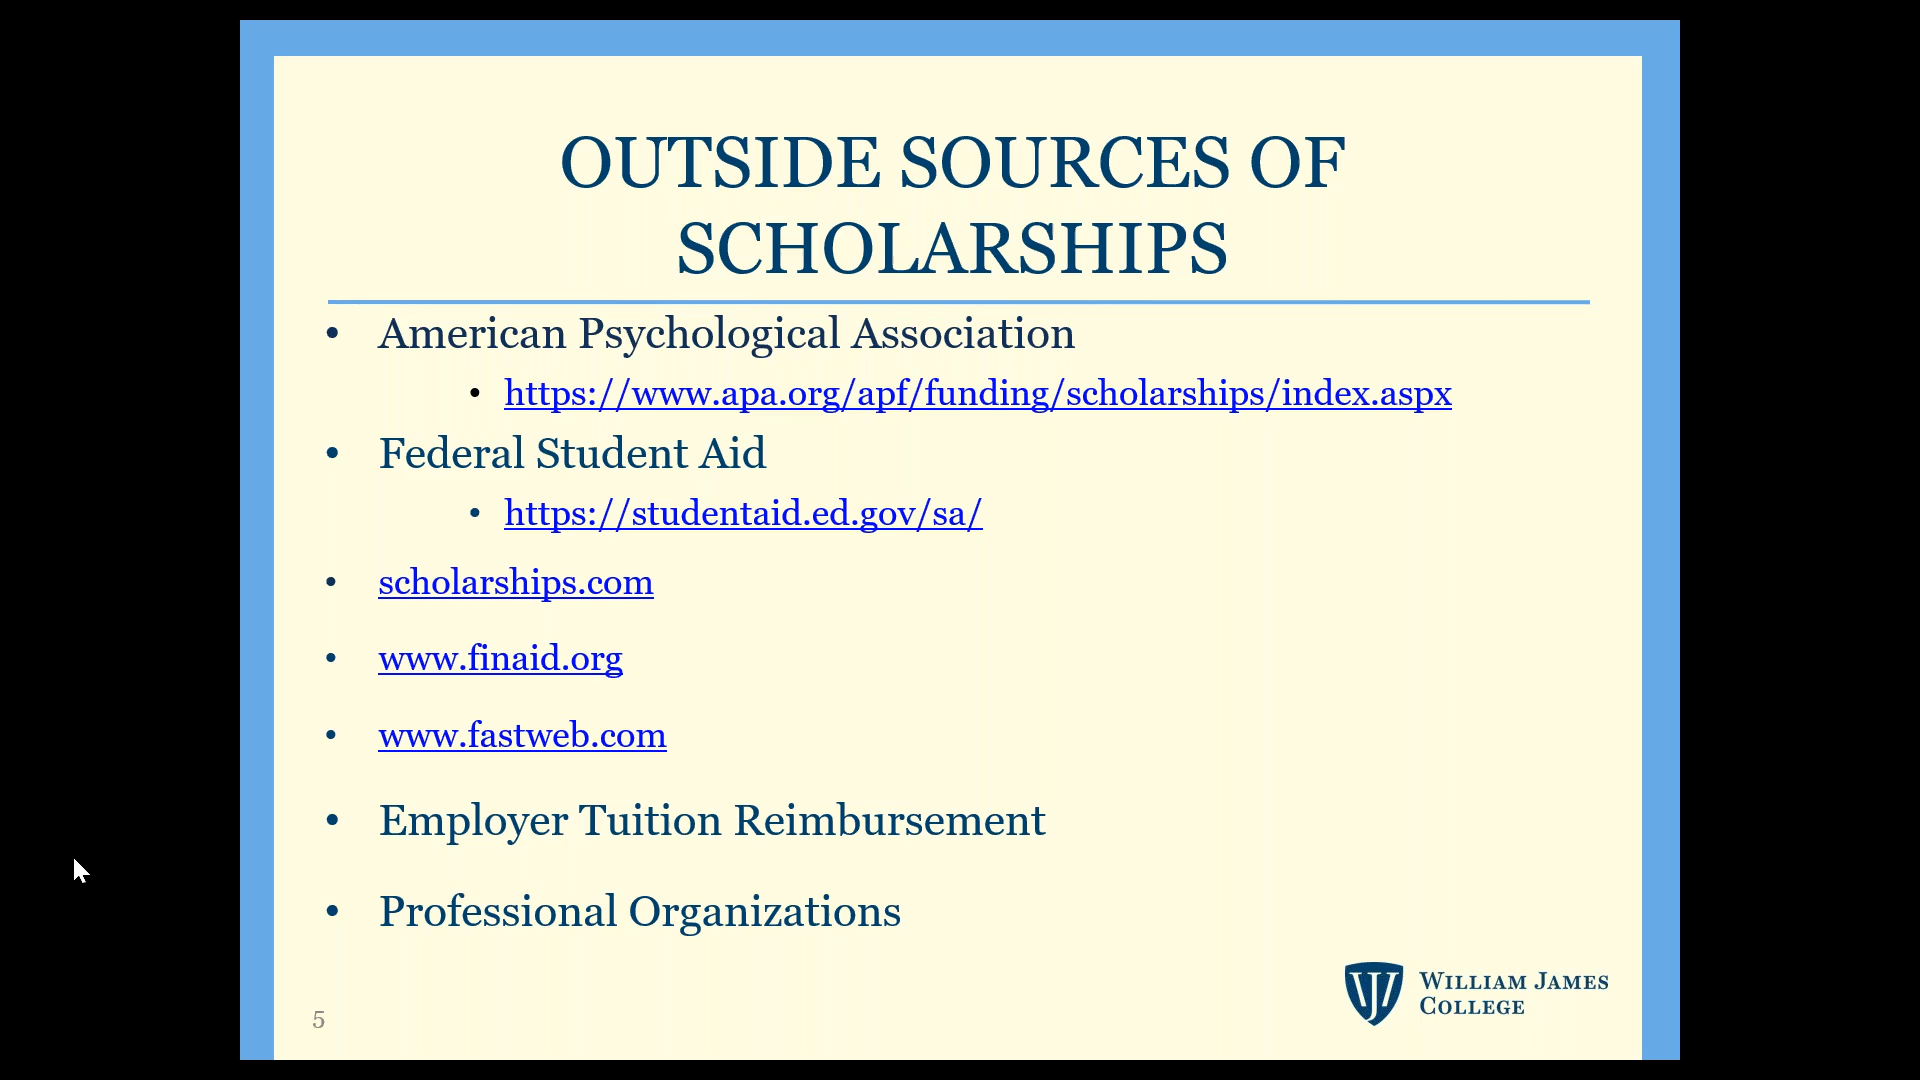 OUTSIDE SOURCES OF
SCHOLARSHIPS
• American Psychological Association
• https://www.apa.org/apf/funding/scholarships/index.aspx
• Federal Student Aid
• https://studentaid.ed.gov/sa/
• scholarships.com
• www.finaid.org
• www.fastweb.com
• Employer Tuition Reimbursement
• Professional Organizations
WJ WILLIAM JAMES
COLLEGE
5